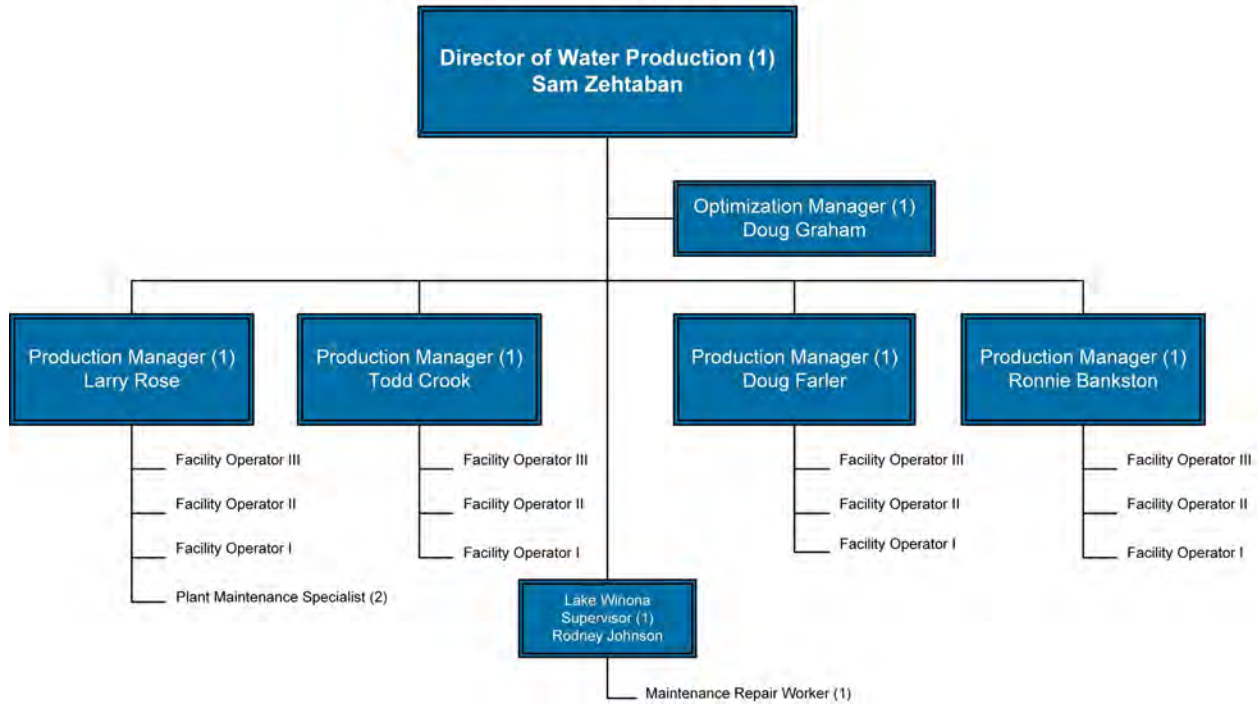 Director of Water Production (1)
Sam Zehtaban
Optimization Manager (1)
Doug Graham
Production Manager (1)
Larry Rose
Production Manager (1)
Todd Crook
Production Manager (1)
Doug Farler
Production Manager (1)
Ronnie Bankston
Facility Operator III
Facility Operator II
Facility Operator I
Plant Maintenance Specialist (2)
Facility Operator III
Facility Operator II
Facility Operator I
Facility Operator III
Facility Operator II
Facility Operator I
Facility Operator III
Facility Operator II
Facility Operator I
Lake Winona
Supervisor (1)
Rodney Johnson
Maintenance Repair Worker (1)